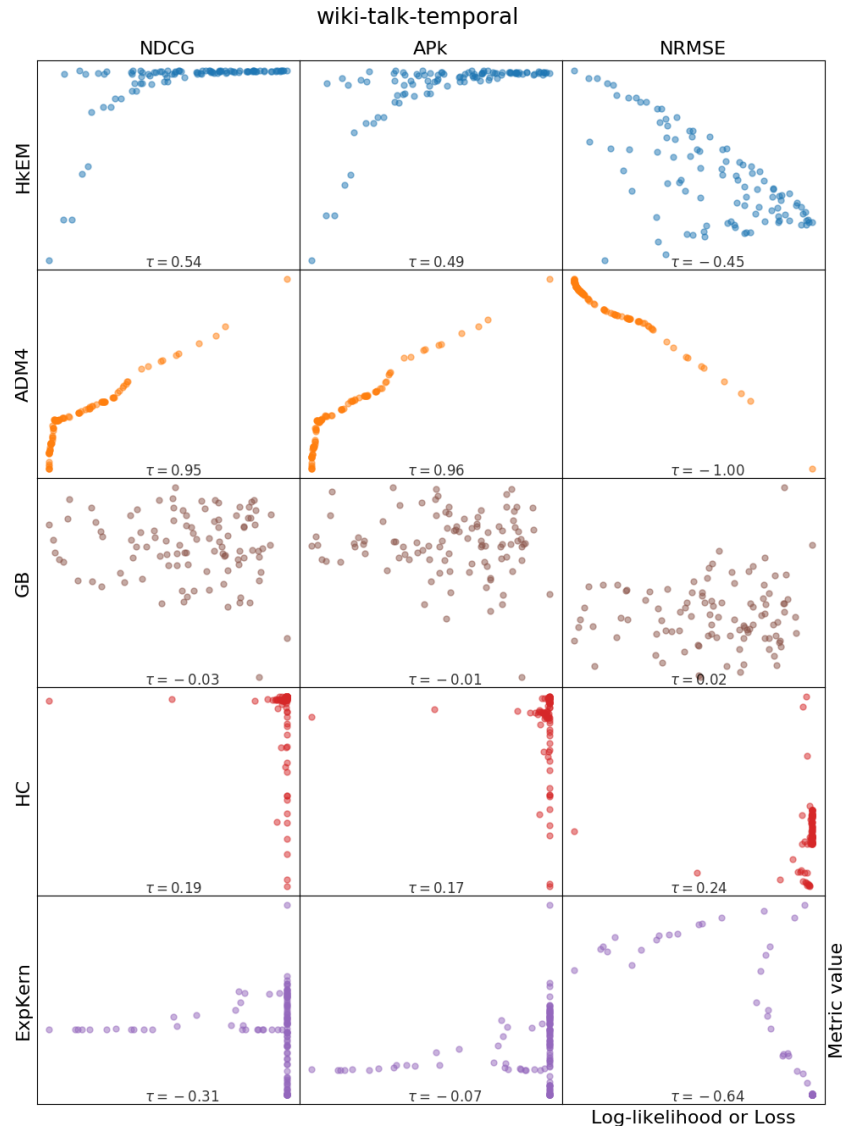 wiki-talk-temporal
NDCG
APk
NRMSE
HkEM
τ = 0.54
τ = 0.49
τ = −0.45
ADM4
τ = 0.95
τ = 0.96
τ = −1.00
GB
τ = −0.03
τ = −0.01
τ = 0.02
HC
τ = 0.19
τ = 0.17
τ = 0.24
ExpKern
τ = −0.31
τ = −0.07
τ = −0.64
Metric value
Log-likelihood or Loss